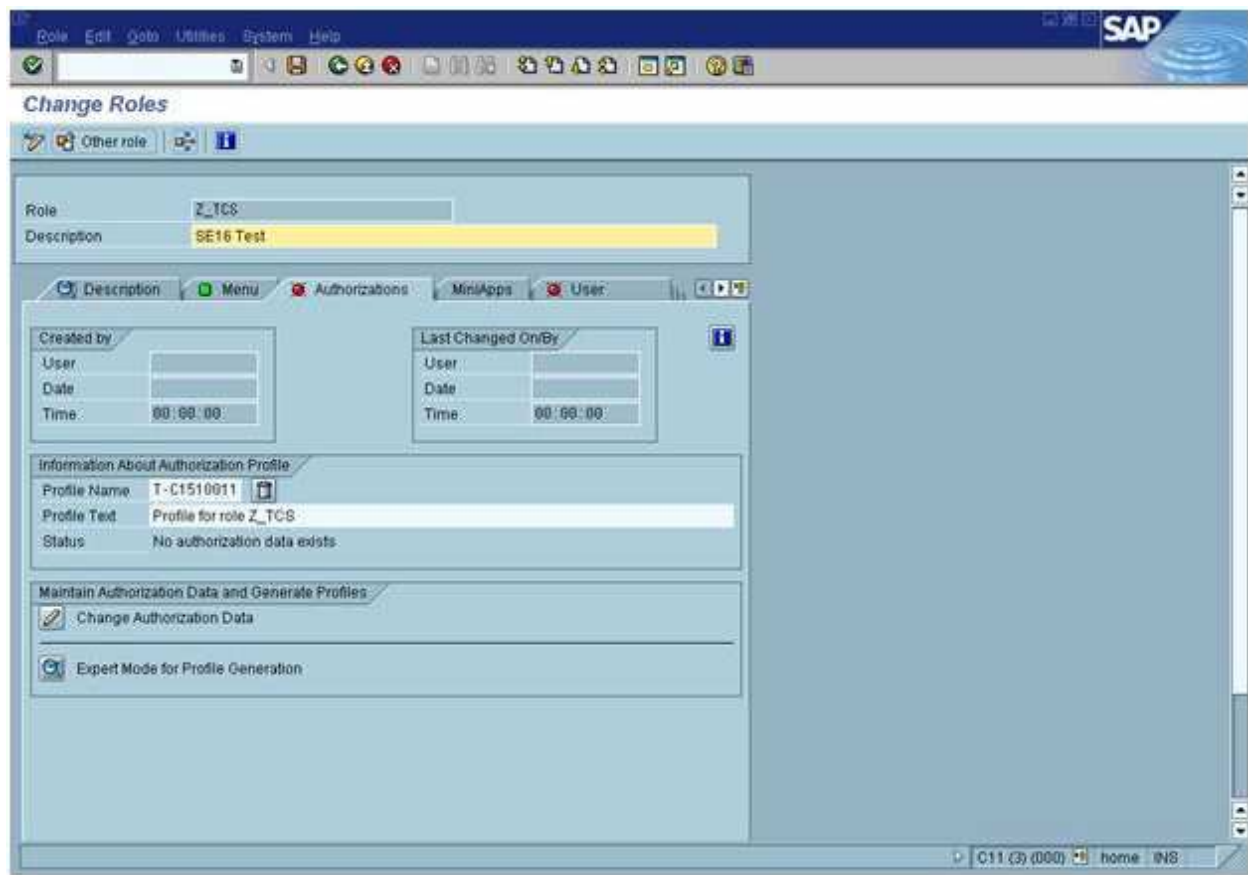 Role Edit Goto Utilities System Help
SAP
Change Roles
Other role
Role Z_TCS
Description SE16 Test
Description Menu Authorizations MiniApps User
Created by Last Changed On/By
User User
Date Date
Time 00:00:00 Time 00:00:00
Information About Authorization Profile
Profile Name T-C1510011
Profile Text Profile for role Z_TCS
Status No authorization data exists
Maintain Authorization Data and Generate Profiles
Change Authorization Data
Expert Mode for Profile Generation
C11 (3) (000) home INS